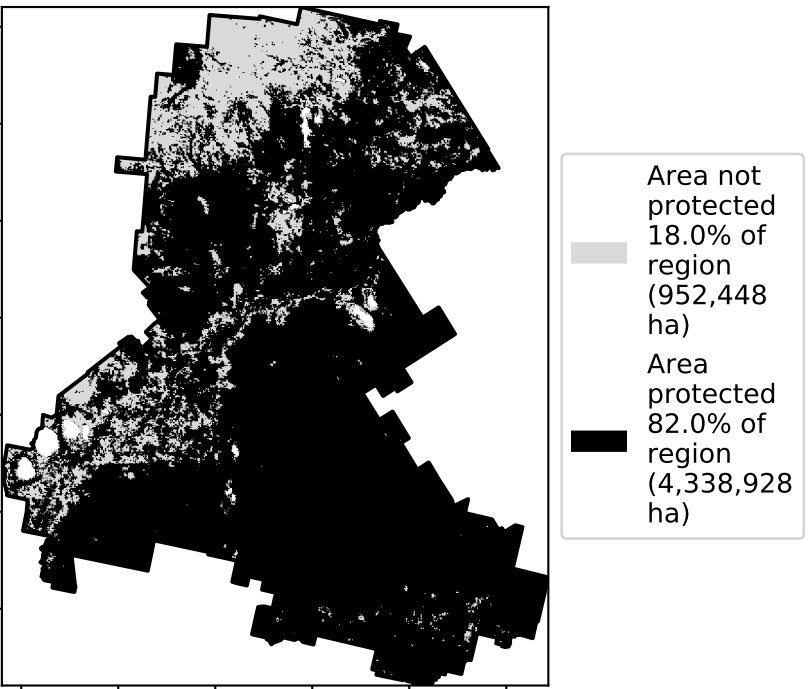 Area not
protected
18.0% of
region
(952,448
ha)
Area
protected
82.0% of
region
(4,338,928
ha)